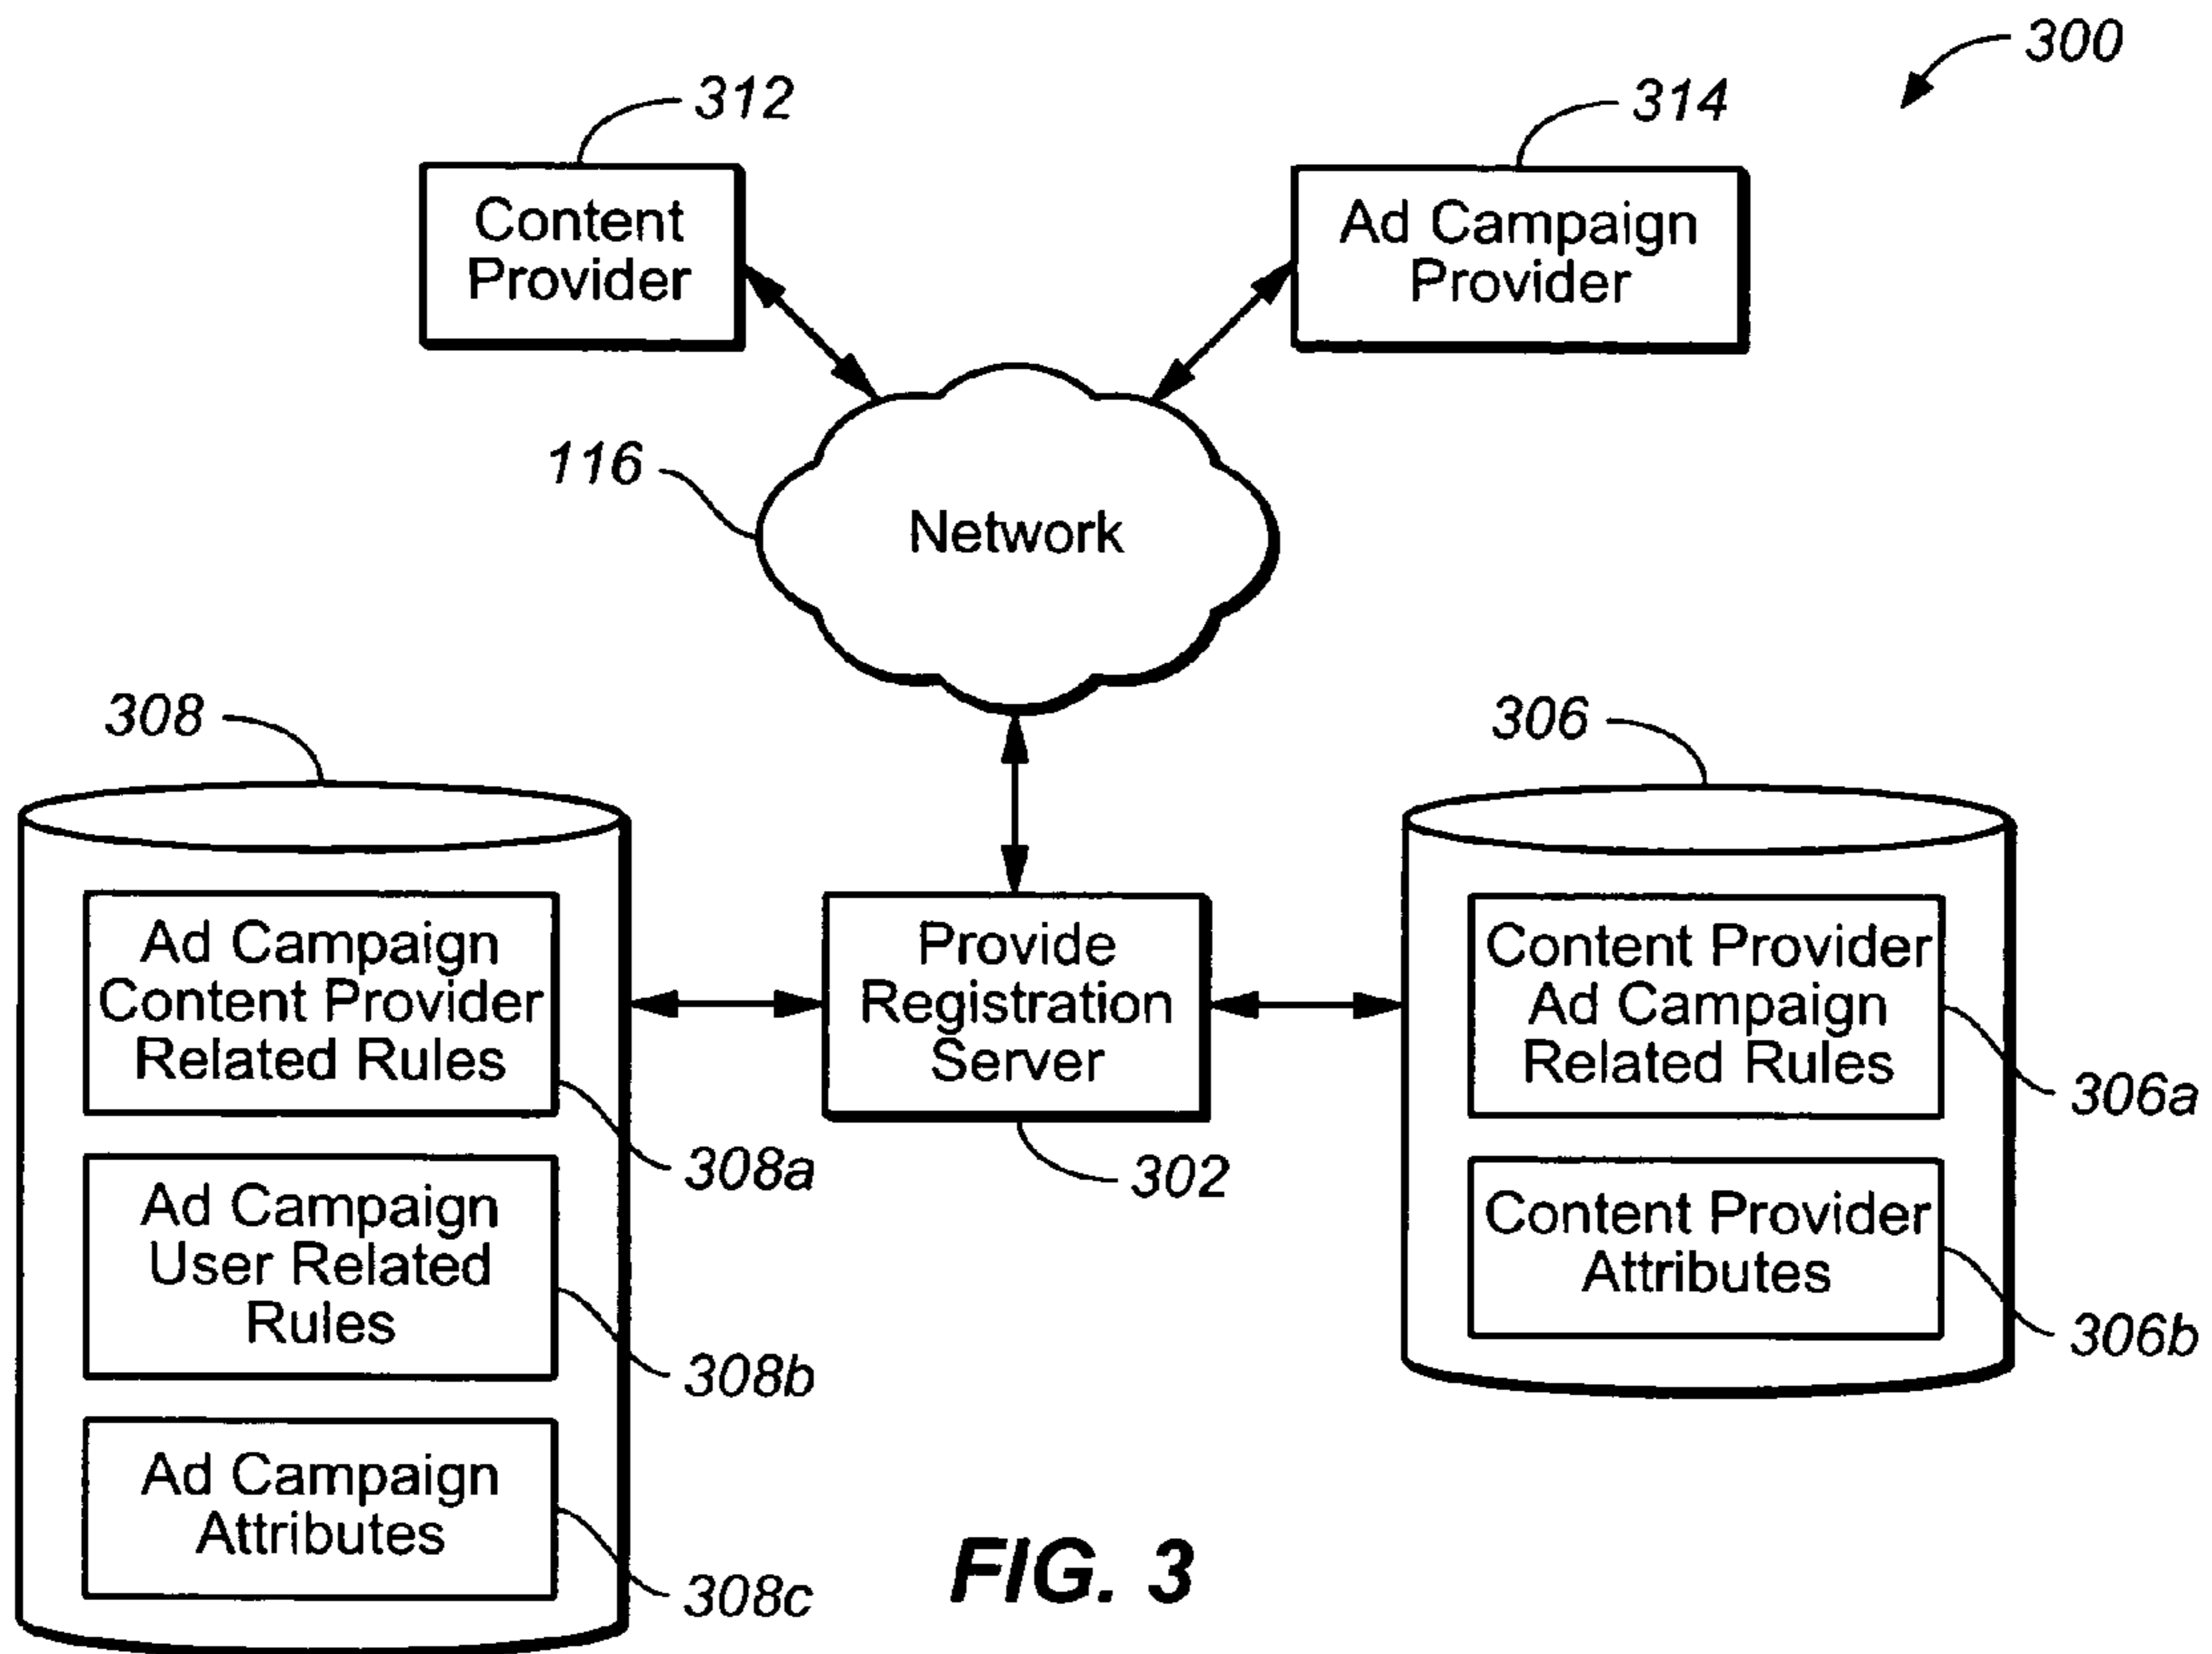 300
312
314
Content
Provider
Ad Campaign
Provider
116
Network
308
306
Ad Campaign
Content Provider
Related Rules
308a
Ad Campaign
User Related
Rules
308b
Ad Campaign
Attributes
308c
Provide
Registration
Server
302
Content Provider
Ad Campaign
Related Rules
306a
Content Provider
Attributes
306b
FIG. 3